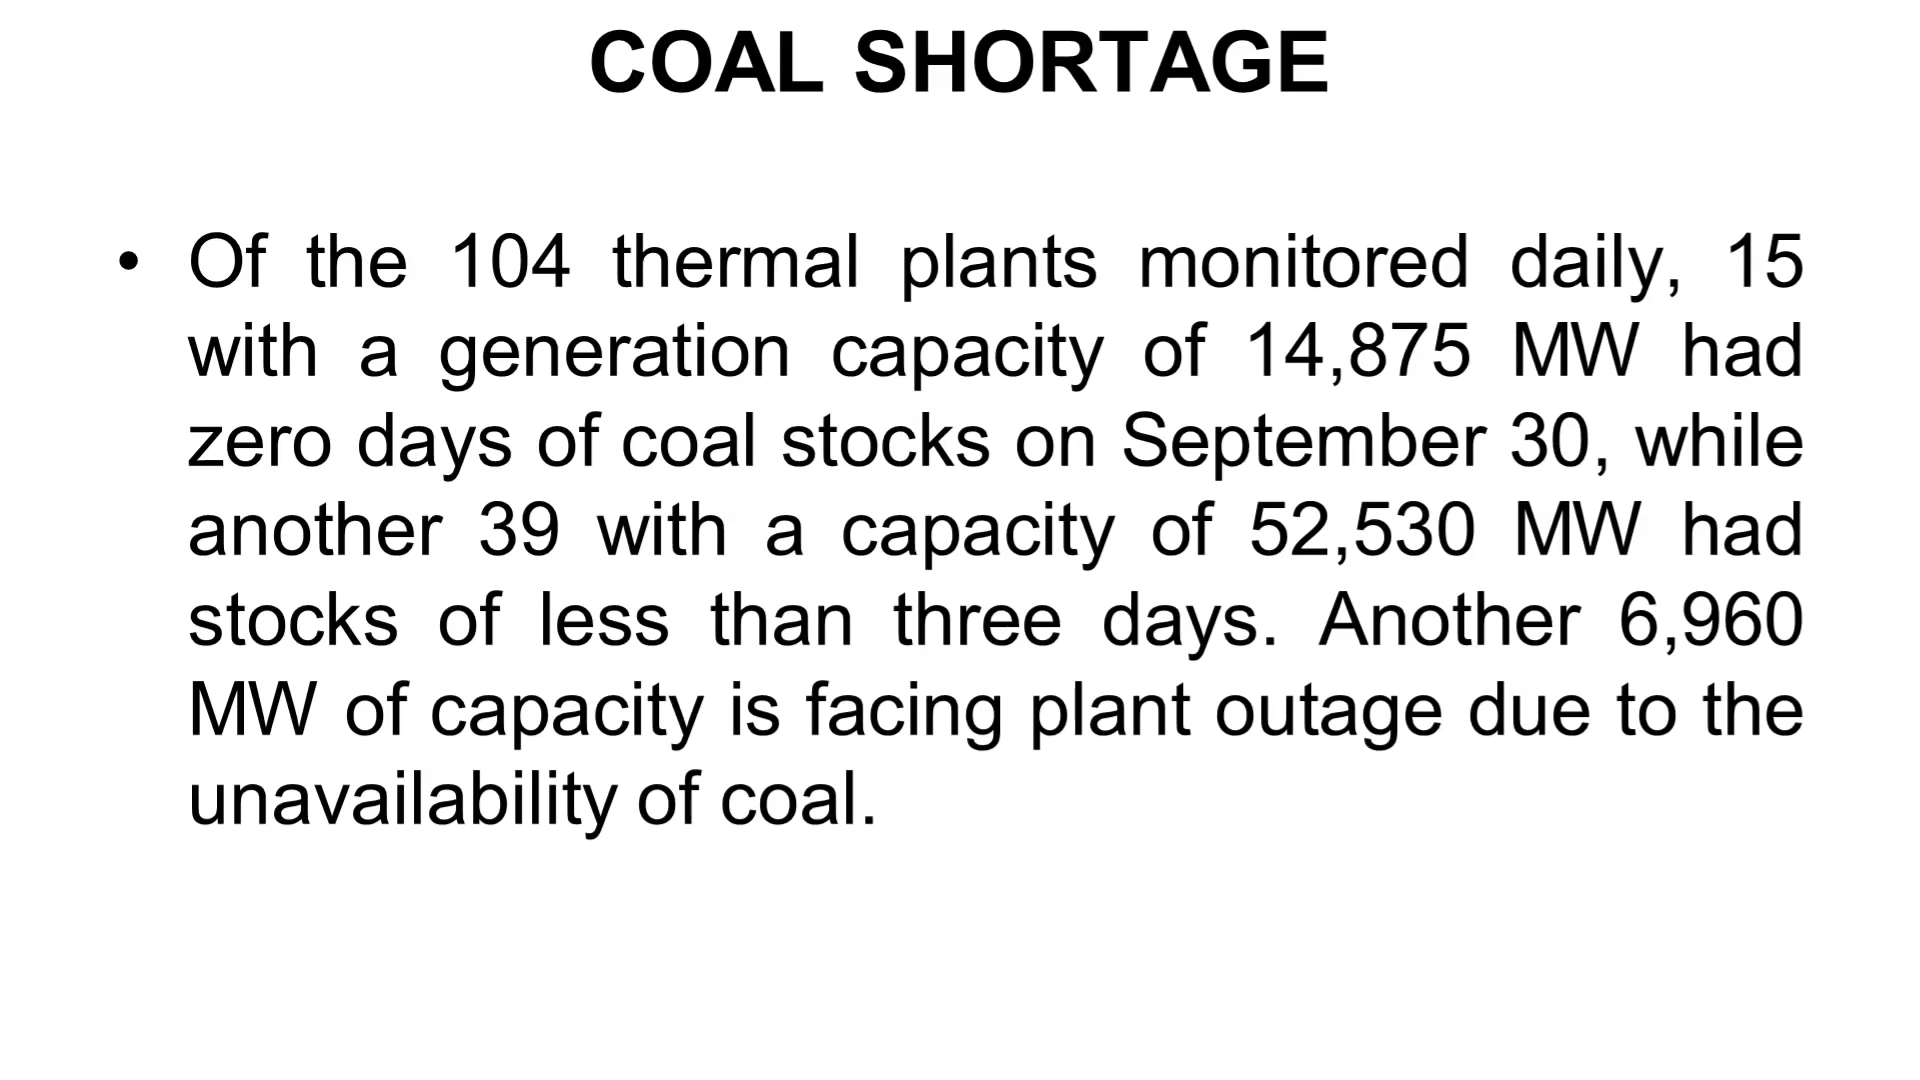 COAL SHORTAGE
• Of the 104 thermal plants monitored daily, 15
with a generation capacity of 14,875 MW had
zero days of coal stocks on September 30, while
another 39 with a capacity of 52,530 MW had
stocks of less than three days. Another 6,960
MW of capacity is facing plant outage due to the
unavailability of coal.